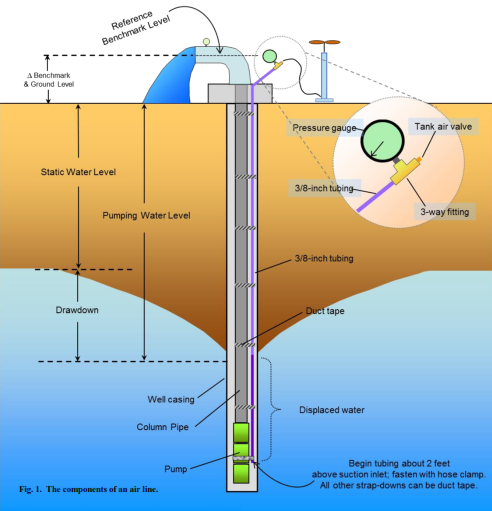 Reference
Benchmark Level
Δ Benchmark
& Ground Level
Pressure gauge
Tank air valve
3/8-inch tubing
3-way fitting
Static Water Level
Pumping Water Level
3/8-inch tubing
Drawdown
Duct tape
Well casing
Displaced water
Column Pipe
Pump
Begin tubing about 2 feet
above suction inlet; fasten with hose clamp.
All other strap-downs can be duct tape.
Fig. 1. The components of an air line.